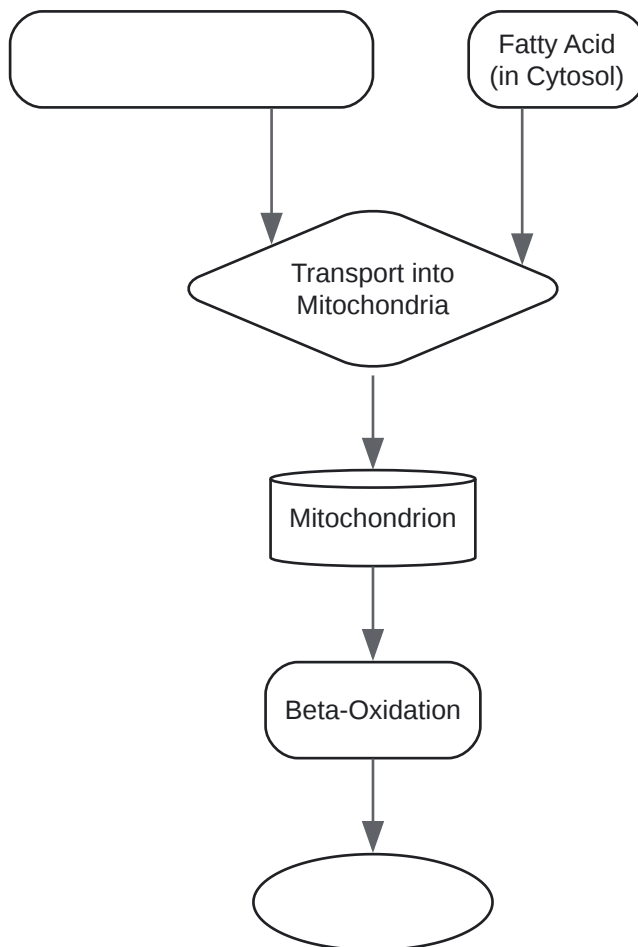 Fatty Acid
(in Cytosol)
Transport into
Mitochondria
Mitochondrion
Beta-Oxidation